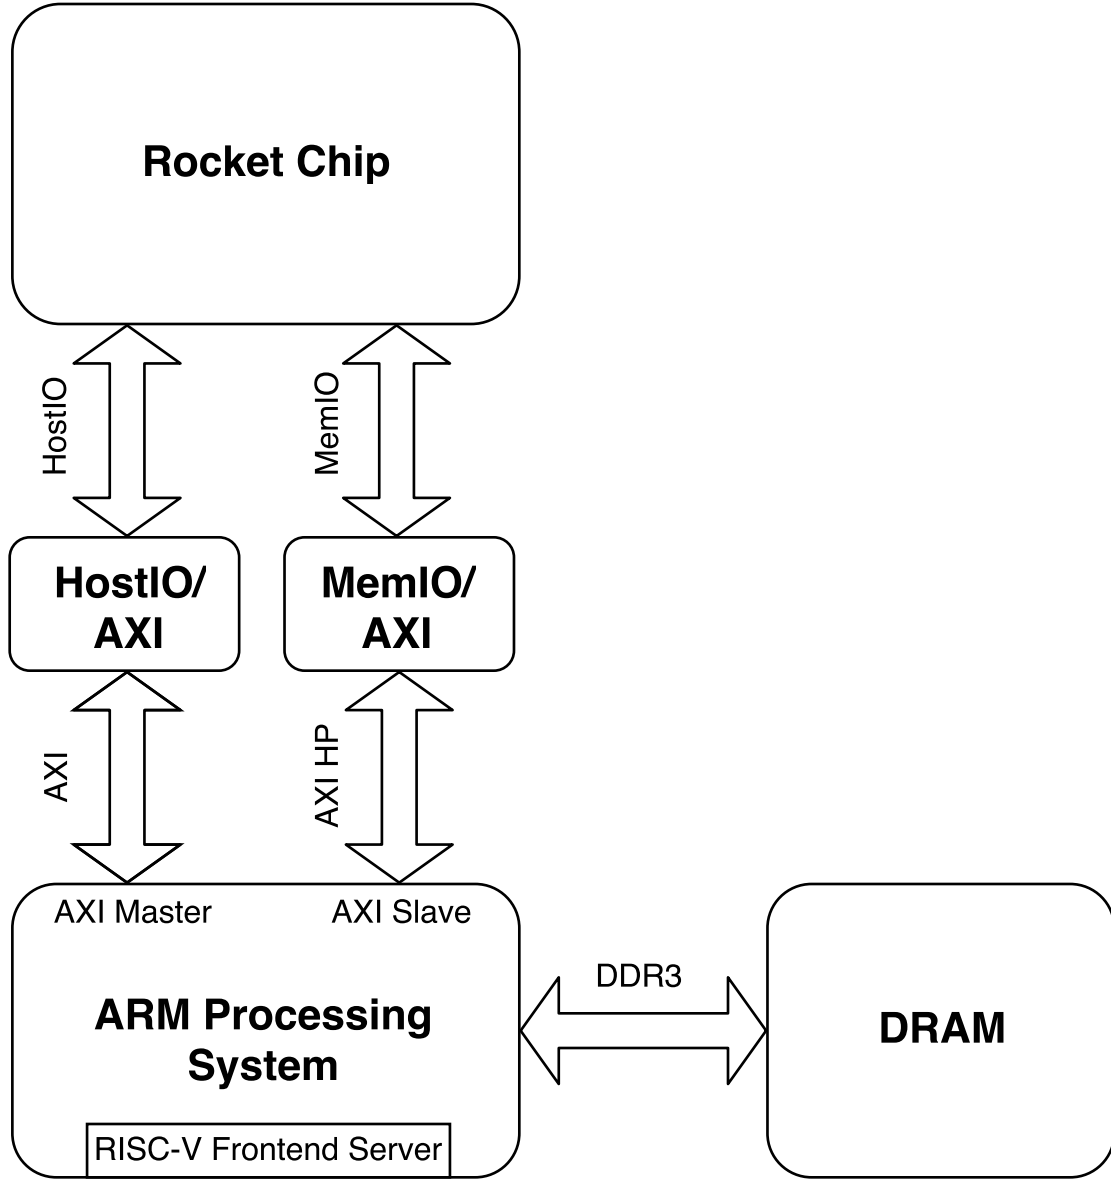 Rocket Chip
HostIO
MemIO
HostIO/
AXI
MemIO/
AXI
AXI
AXI HP
AXI Master
AXI Slave
DDR3
ARM Processing
System
DRAM
RISC-V Frontend Server